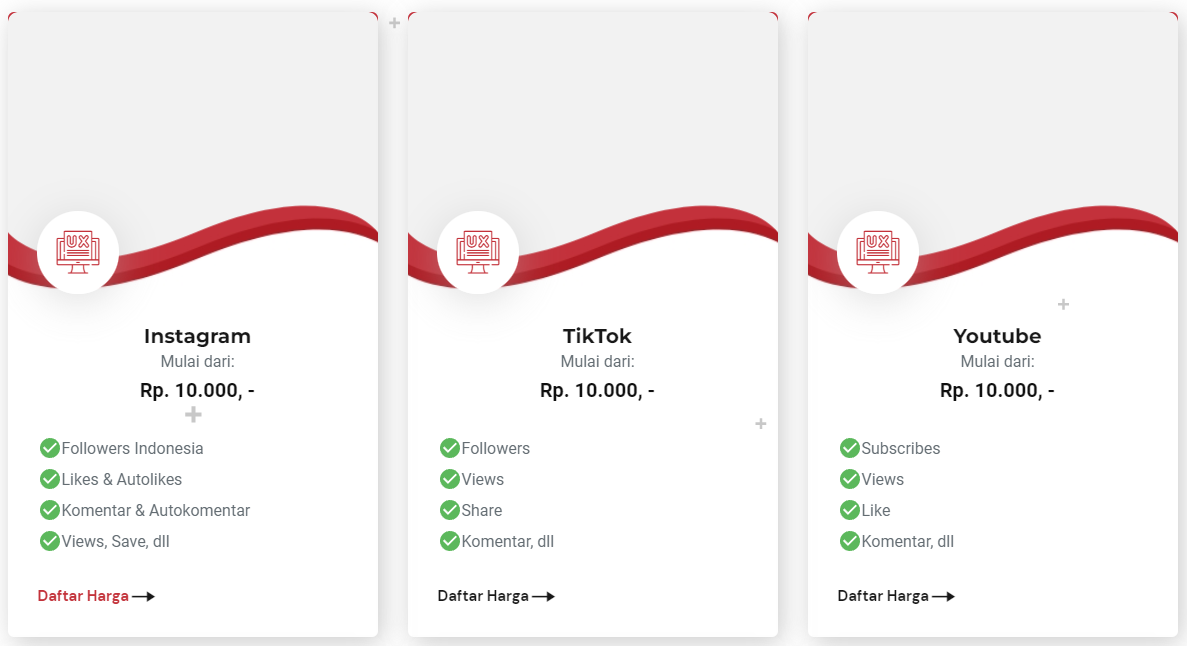 UX
Instagram
Mulai dari:
Rp. 10.000, -
Followers Indonesia
Likes & Autolikes
Komentar & Autokomentar
Views, Save, dll
Daftar Harga
UX
TikTok
Mulai dari:
Rp. 10.000, -
Followers
Views
Share
Komentar, dll
Daftar Harga
UX
Youtube
Mulai dari:
Rp. 10.000, -
Subscribes
Views
Like
Komentar, dll
Daftar Harga